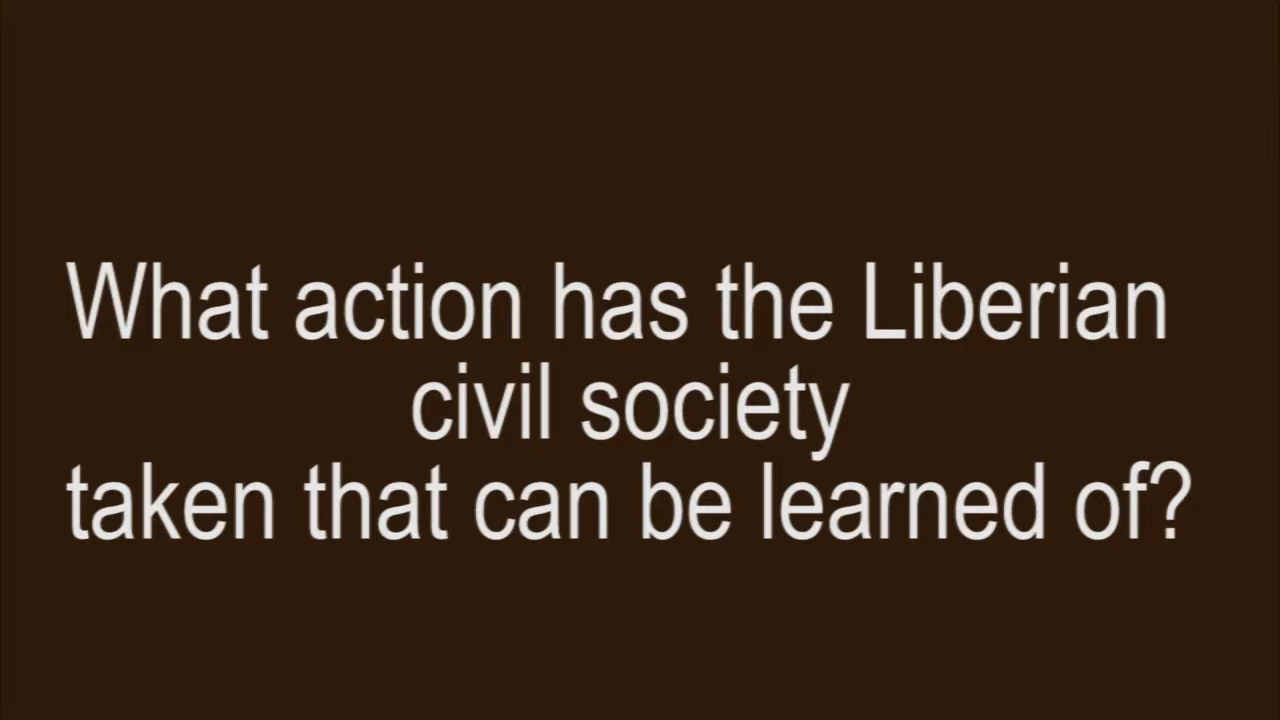 What action has the Liberian
civil society
taken that can be learned of?